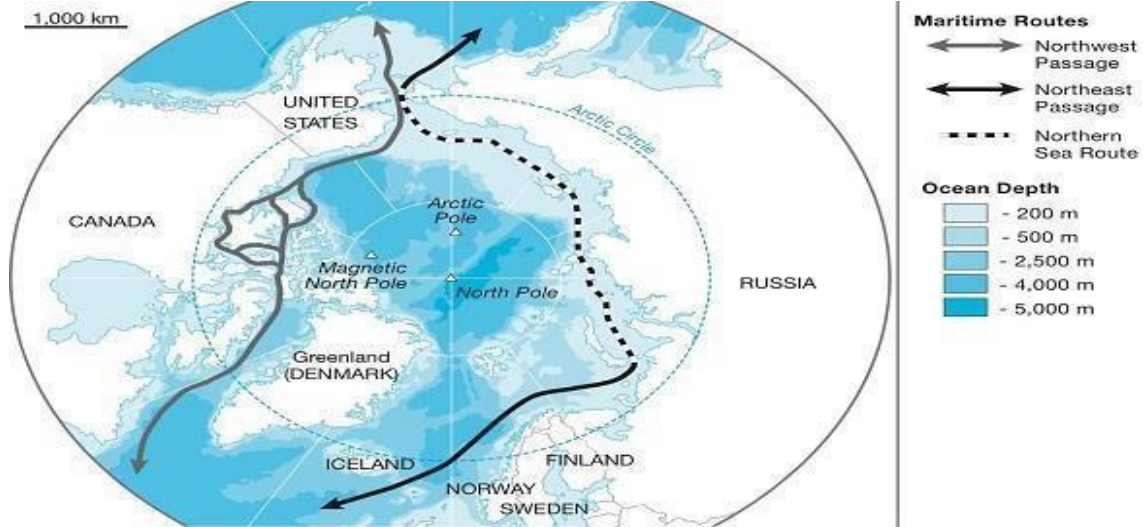 1,000 km
UNITED
STATES
Arctic Circle
CANADA
Arctic
Pole
Magnetic
North Pole
North Pole
RUSSIA
Greenland
(DENMARK)
ICELAND
FINLAND
NORWAY
SWEDEN
Maritime Routes
Northwest
Passage
Northeast
Passage
Northern
Sea Route
Ocean Depth
- 200 m
- 500 m
- 2,500 m
- 4,000 m
- 5,000 m